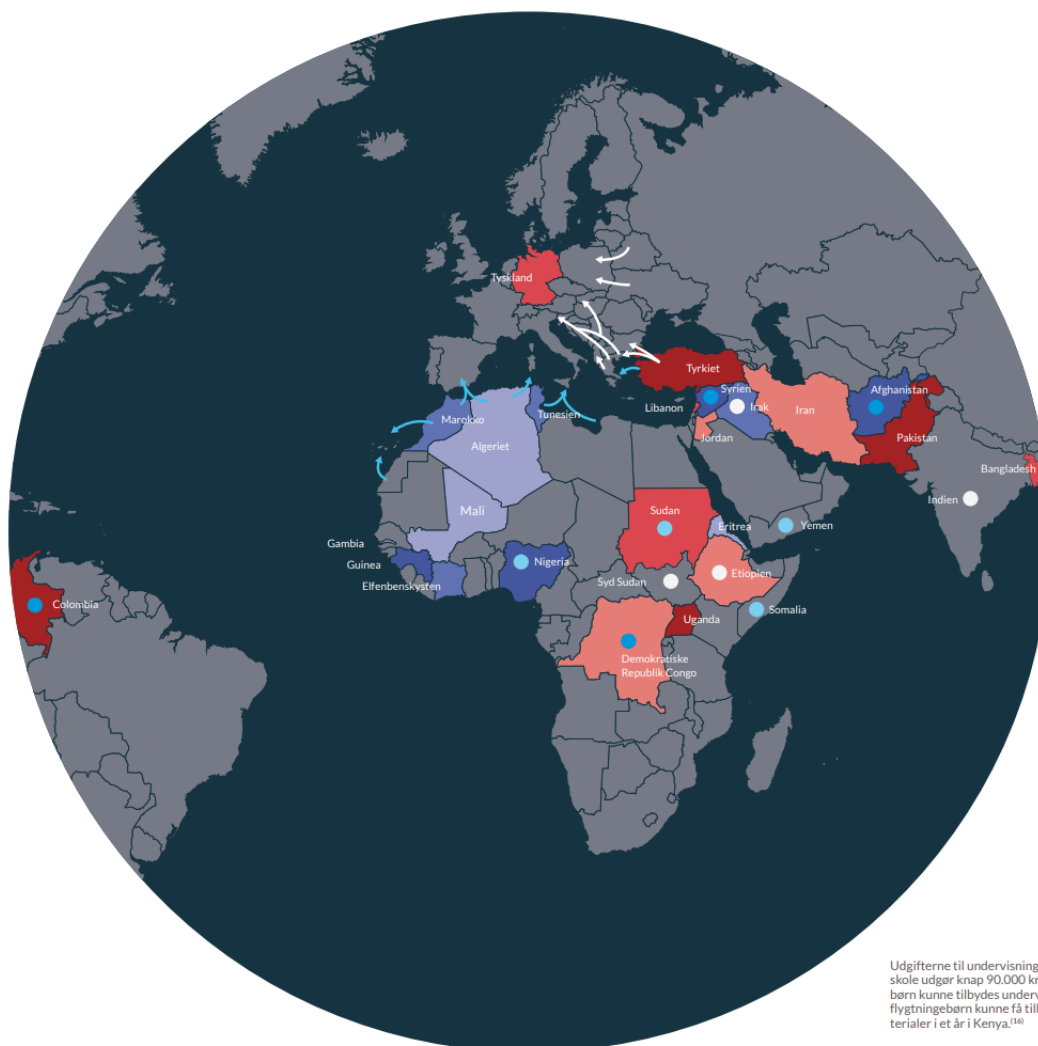 Tyskland
Tyrkiet
Syrien
Afghanistan
Libanon
Irak
Iran
Marokko
Tunesien
Jordan
Pakistan
Algeriet
Bangladesh
Indien
Mali
Sudan
Eritrea
Yemen
Gambia
Guinea
Nigeria
Elfenbenskysten
Syd Sudan
Etiopien
Colombia
Somalia
Uganda
Demokratiske
Republik Congo
Udgifterne til undervisning
skole udgør knap 90.000 kr
børn kunne tilbydes underv
flygtningebørn kunne få till
terialer i et år i Kenya.(16)